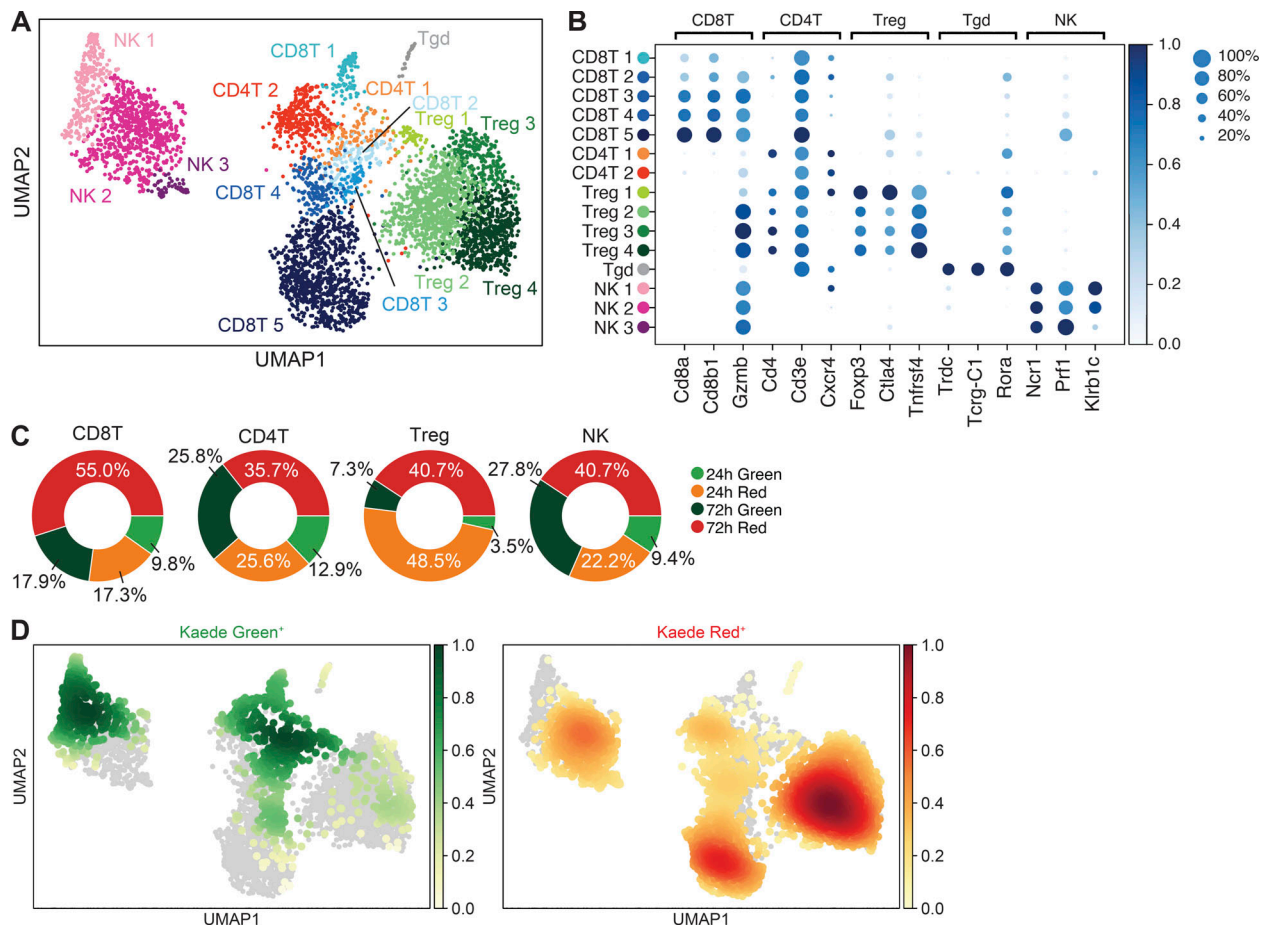 A
NK 1
CD8T 1
Tgd
CD4T 2
CD4T 1
CD8T 2
Treg 1
Treg 3
NK 3
NK 2
CD8T 4
Treg 2
Treg 4
CD8T 3
CD8T 5
UMAP1
UMAP2
B
CD8T CD4T Treg Tgd NK
CD8T 1
CD8T 2
CD8T 3
CD8T 4
CD8T 5
CD4T 1
CD4T 2
Treg 1
Treg 2
Treg 3
Treg 4
Tgd
NK 1
NK 2
NK 3
Cd8a
Cd8b1
Gzmb
Cd4
Cd3e
Cxcr4
Foxp3
Ctla4
Tnfrsf4
Trdc
Tcrg-C1
Rora
Ncr1
Prf1
Klrb1c
1.0
0.8
0.6
0.4
0.2
0.0
100%
80%
60%
40%
20%
C
CD8T
55.0%
17.9%
17.3%
9.8%
CD4T
25.8%
35.7%
25.6%
12.9%
Treg
7.3%
40.7%
48.5%
3.5%
NK
27.8%
40.7%
22.2%
9.4%
24h Green
24h Red
72h Green
72h Red
D
Kaede Green⁺
UMAP2
UMAP1
1.0
0.8
0.6
0.4
0.2
0.0
Kaede Red⁺
UMAP2
UMAP1
1.0
0.8
0.6
0.4
0.2
0.0